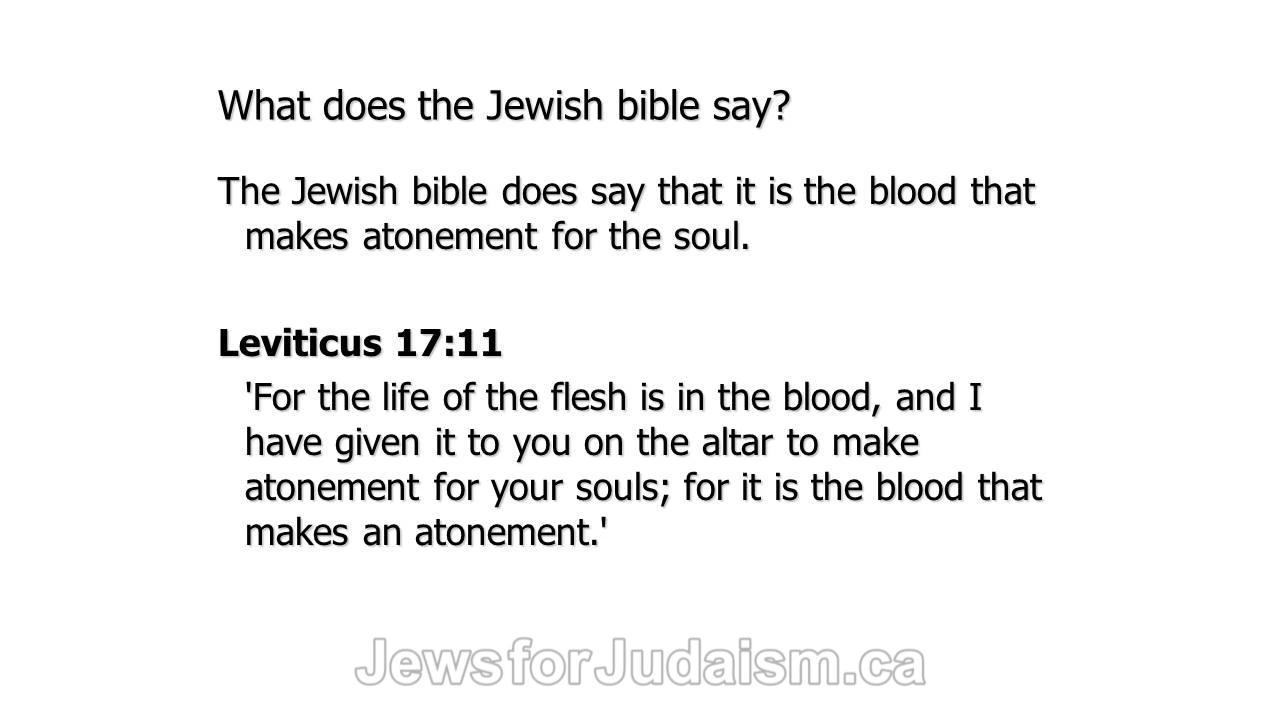 What does the Jewish bible say?
The Jewish bible does say that it is the blood that
makes atonement for the soul.
Leviticus 17:11
'For the life of the flesh is in the blood, and I
have given it to you on the altar to make
atonement for your souls; for it is the blood that
makes an atonement.'
JewsforJudaism.ca